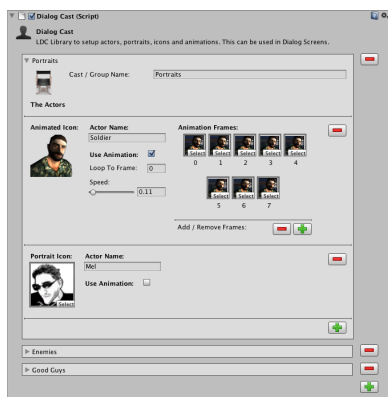 Dialog Cast (Script)
Dialog Cast
LDC Library to setup actors, portraits, icons and animations. This can be used in Dialog Screens.
Portraits
Cast / Group Name: Portraits
The Actors
Animated Icon: Actor Name: Animation Frames:
Soldier
Use Animation:
Select Select Select Select Select
Loop To Frame: 0
0 1 2 3 4
Speed:
0.11
Select Select Select
5 6 7
Add / Remove Frames:
Portrait Icon: Actor Name:
Mel
Use Animation:
Select
Enemies
Good Guys